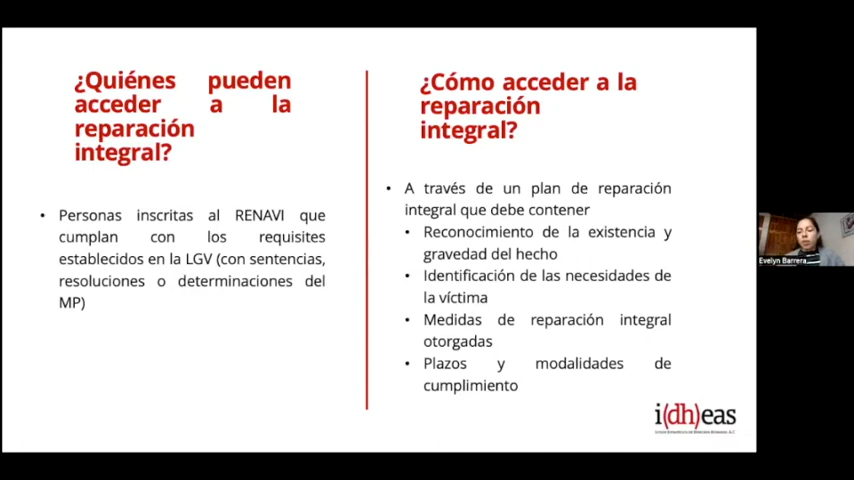 ¿Quiénes pueden
acceder a la
reparación
integral?
Personas inscritas al RENAVI que
cumplan con los requisites
establecidos en la LGV (con sentencias,
resoluciones o determinaciones del
MP)
¿Cómo acceder a la
reparación
integral?
A través de un plan de reparación
integral que debe contener
Reconocimiento de la existencia y
gravedad del hecho
Identificación de las necesidades de
la víctima
Medidas de reparación integral
otorgadas
Plazos y modalidades de
cumplimiento
i(dh)eas
Evelyn Barrera